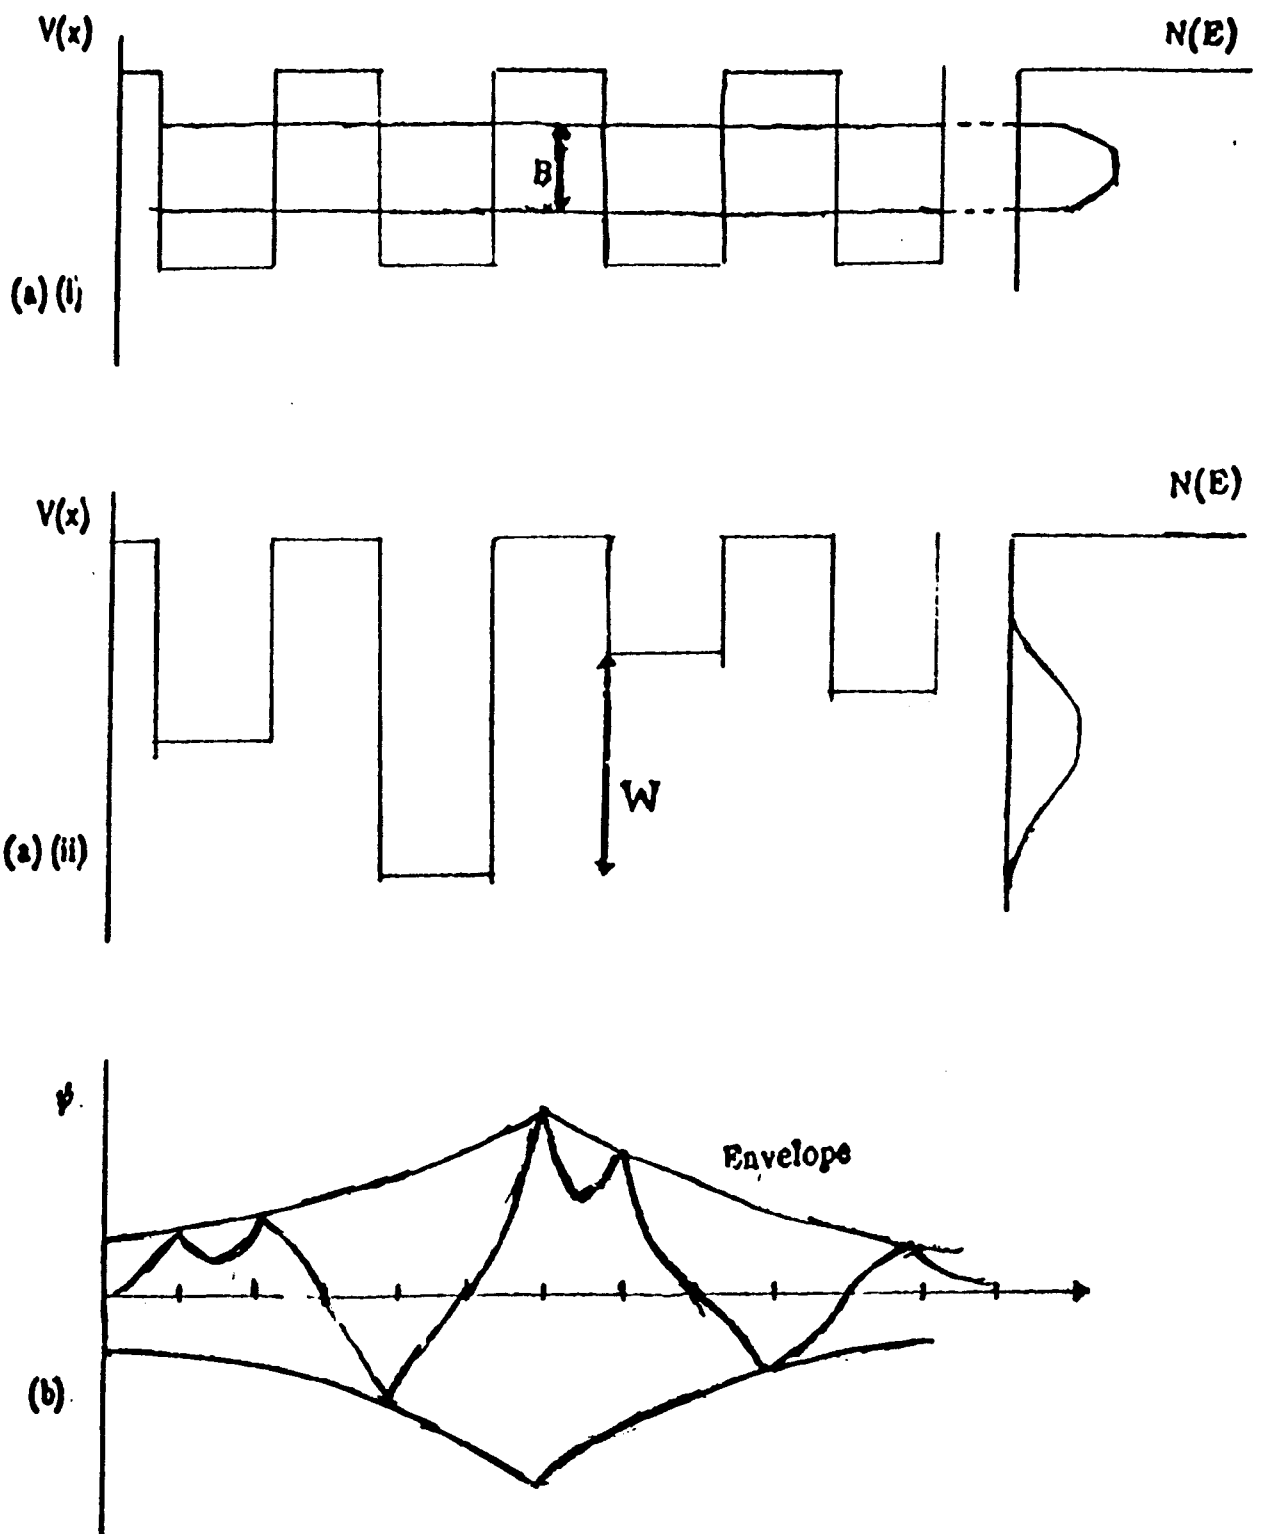 V(x)
N(E)
B
(a) (i)
V(x)
N(E)
W
(a) (ii)
ψ
Envelope
(b)